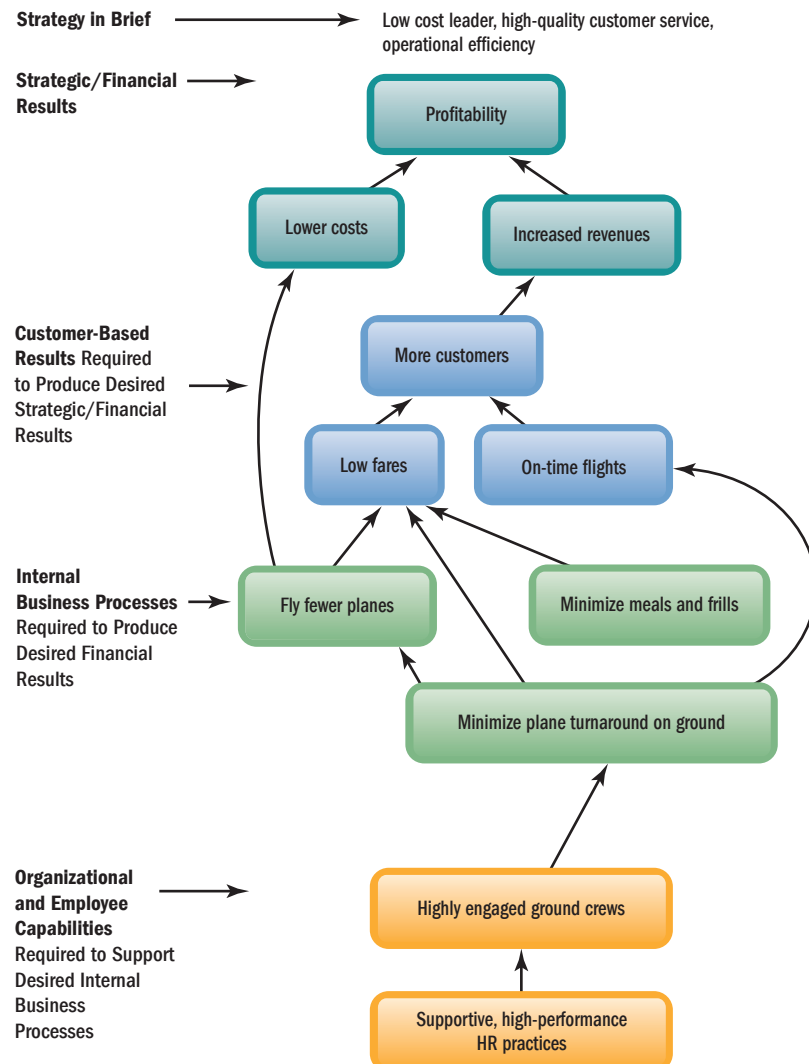 Strategy in Brief
Low cost leader, high-quality customer service,
operational efficiency
Strategic/Financial
Results
Profitability
Lower costs
Increased revenues
Customer-Based
Results Required
to Produce Desired
Strategic/Financial
Results
More customers
Low fares
On-time flights
Internal
Business Processes
Required to Produce
Desired Financial
Results
Fly fewer planes
Minimize meals and frills
Minimize plane turnaround on ground
Organizational
and Employee
Capabilities
Required to Support
Desired Internal
Business
Processes
Highly engaged ground crews
Supportive, high-performance
HR practices